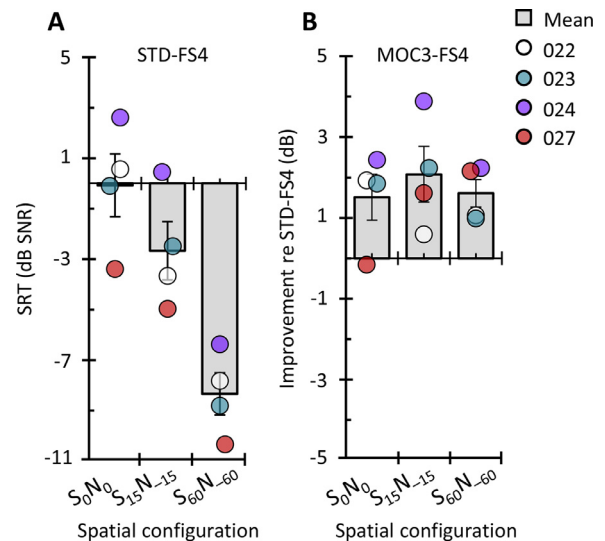 A
STD-FS4
5
1
-3
-7
-11
SRT (dB SNR)
S₀N₀
S₁₅N₋₁₅
S₆₀N₋₆₀
Spatial configuration
B
MOC3-FS4
5
3
1
-1
-3
-5
Improvement re STD-FS4 (dB)
S₀N₀
S₁₅N₋₁₅
S₆₀N₋₆₀
Spatial configuration
Mean
022
023
024
027